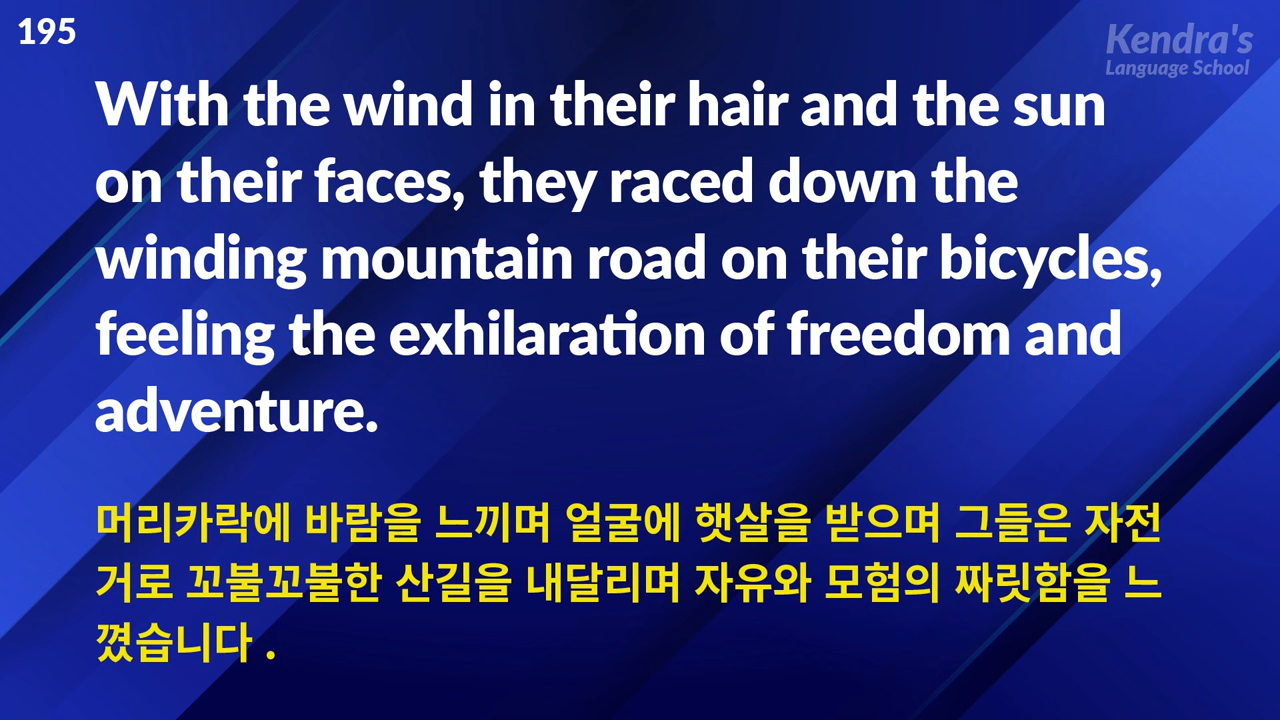 195
Kendra's
Language School
With the wind in their hair and the sun
on their faces, they raced down the
winding mountain road on their bicycles,
feeling the exhilaration of freedom and
adventure.
머리카락에 바람을 느끼며 얼굴에 햇살을 받으며 그들은 자전
거로 꼬불꼬불한 산길을 내달리며 자유와 모험의 짜릿함을 느
꼈습니다 .